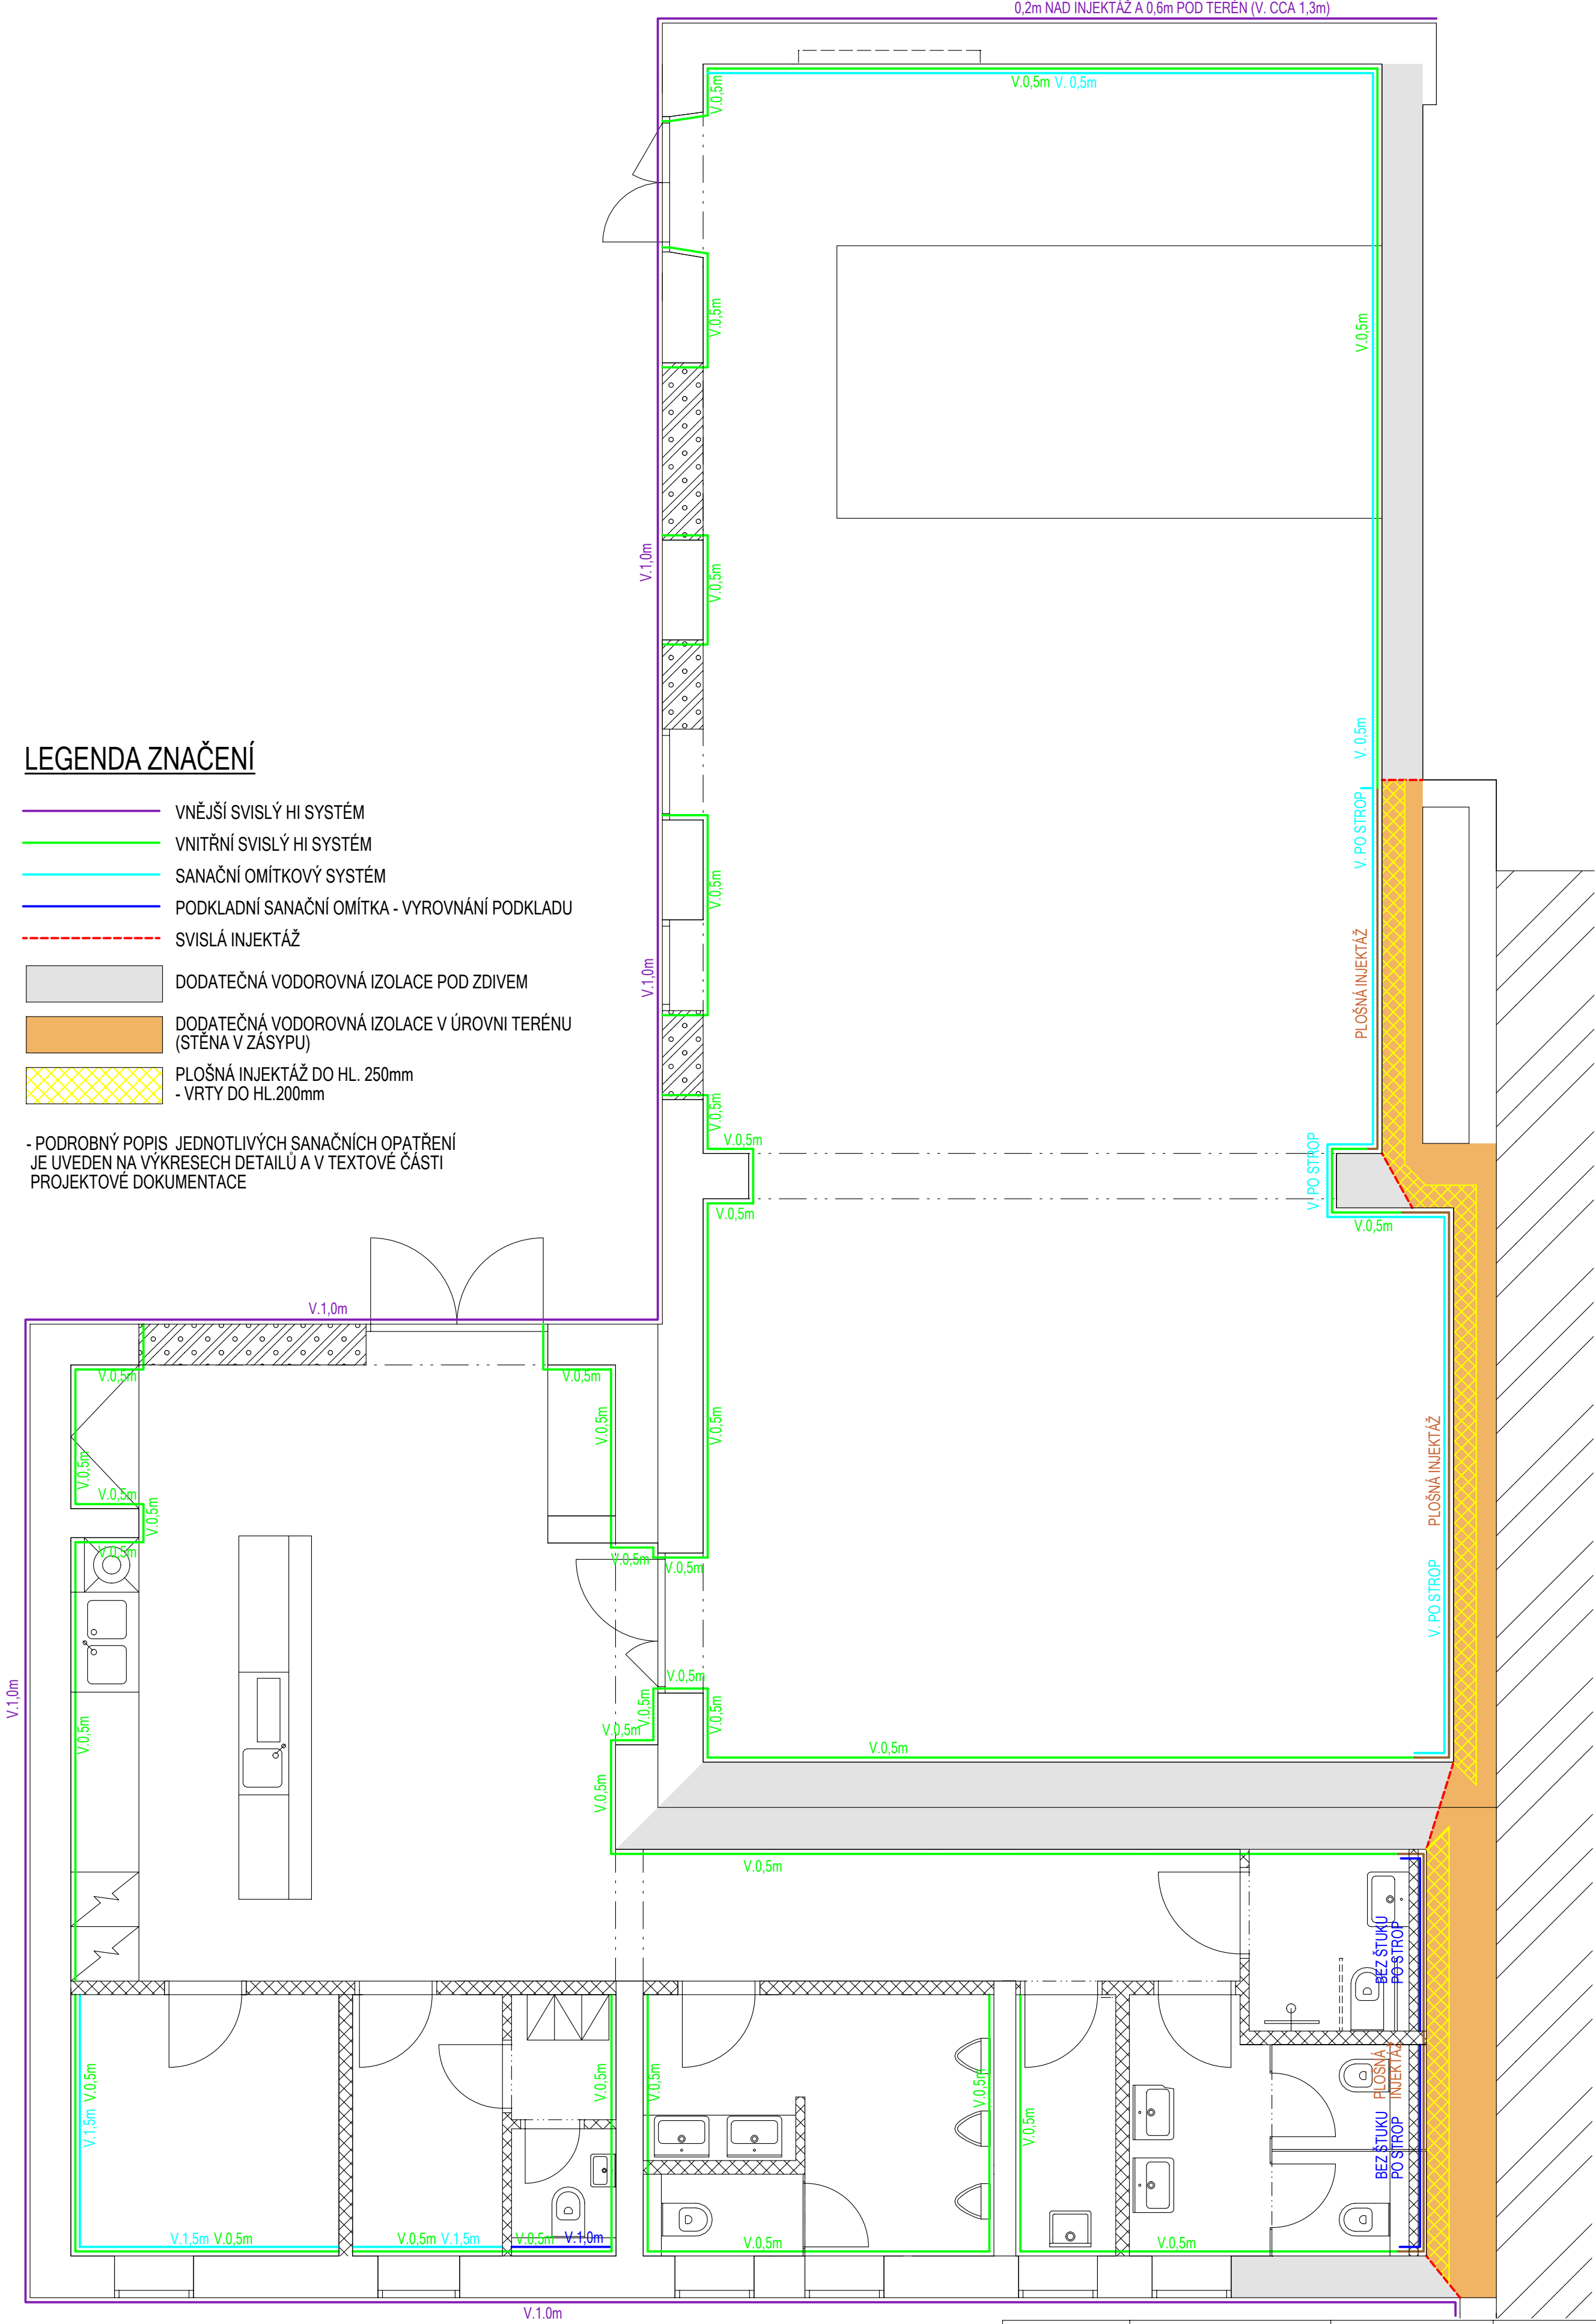 0,2m NAD INJEKTÁŽ A 0,6m POD TERÉN (V. CCA 1,3m)
V.0,5m
V.0,5m V. 0,5m
V.0,5m
V.0,5m
V.1,0m
V.0,5m
V. 0,5m
V. PO STROP
LEGENDA ZNAČENÍ
VNĚJŠÍ SVISLÝ HI SYSTÉM
VNITŘNÍ SVISLÝ HI SYSTÉM
SANAČNÍ OMÍTKOVÝ SYSTÉM
PODKLADNÍ SANAČNÍ OMÍTKA - VYROVNÁNÍ PODKLADU
SVISLÁ INJEKTÁŽ
DODATEČNÁ VODOROVNÁ IZOLACE POD ZDIVEM
DODATEČNÁ VODOROVNÁ IZOLACE V ÚROVNI TERÉNU
(STĚNA V ZÁSYPU)
PLOŠNÁ INJEKTÁŽ DO HL. 250mm
- VRTY DO HL.200mm
- PODROBNÝ POPIS JEDNOTLIVÝCH SANAČNÍCH OPATŘENÍ
JE UVEDEN NA VÝKRESECH DETAILŮ A V TEXTOVÉ ČÁSTI
PROJEKTOVÉ DOKUMENTACE
V.0,5m
V.1,0m
PLOŠNÁ INJEKTÁŽ
V.0,5m
V.0,5m
V. PO STROP
V.0,5m
V.0,5m
V.1,0m
V.0,5m
V.0,5m
V.0,5m
V.0,5m
V.0,5m
V.0,5m
V.0,5m
V.0,5m
V.0,5m
V.0,5m
PLOŠNÁ INJEKTÁŽ
V. PO STROP
V.1,0m
V.0,5m
V.0,5m
V.0,5m
V.0,5m
V.0,5m
V.0,5m
V.0,5m
V.0,5m
BEZ ŠTUKU
PO STROP
V.1,5m
V.0,5m
V.0,5m
V.0,5m
V.0,5m
V.0,5m
PLOŠNÁ
INJEKTÁŽ
BEZ ŠTUKU
PO STROP
V.1,5m V.0,5m
V.0,5m V.1,5m
V.0,5m V.1,0m
V.0,5m
V.0,5m
V.1.0m